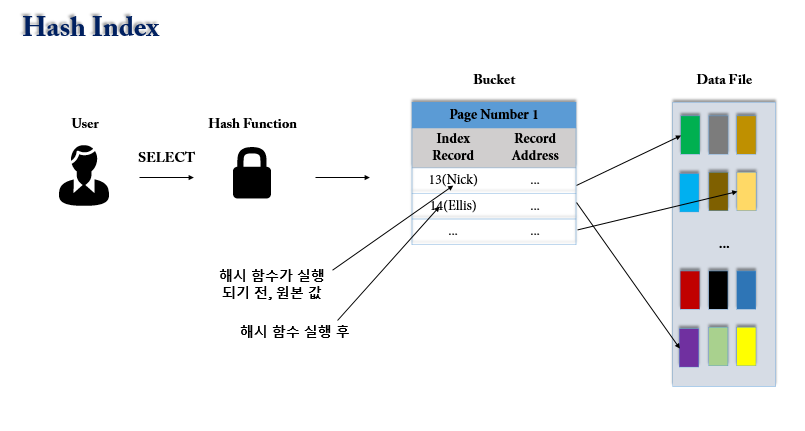 Hash Index
Bucket
Data File
User
Hash Function
SELECT
Page Number 1
Index
Record
Record
Address
13(Nick)
...
14(Ellis)
...
...
...
...
해시 함수가 실행
되기 전, 원본 값
해시 함수 실행 후